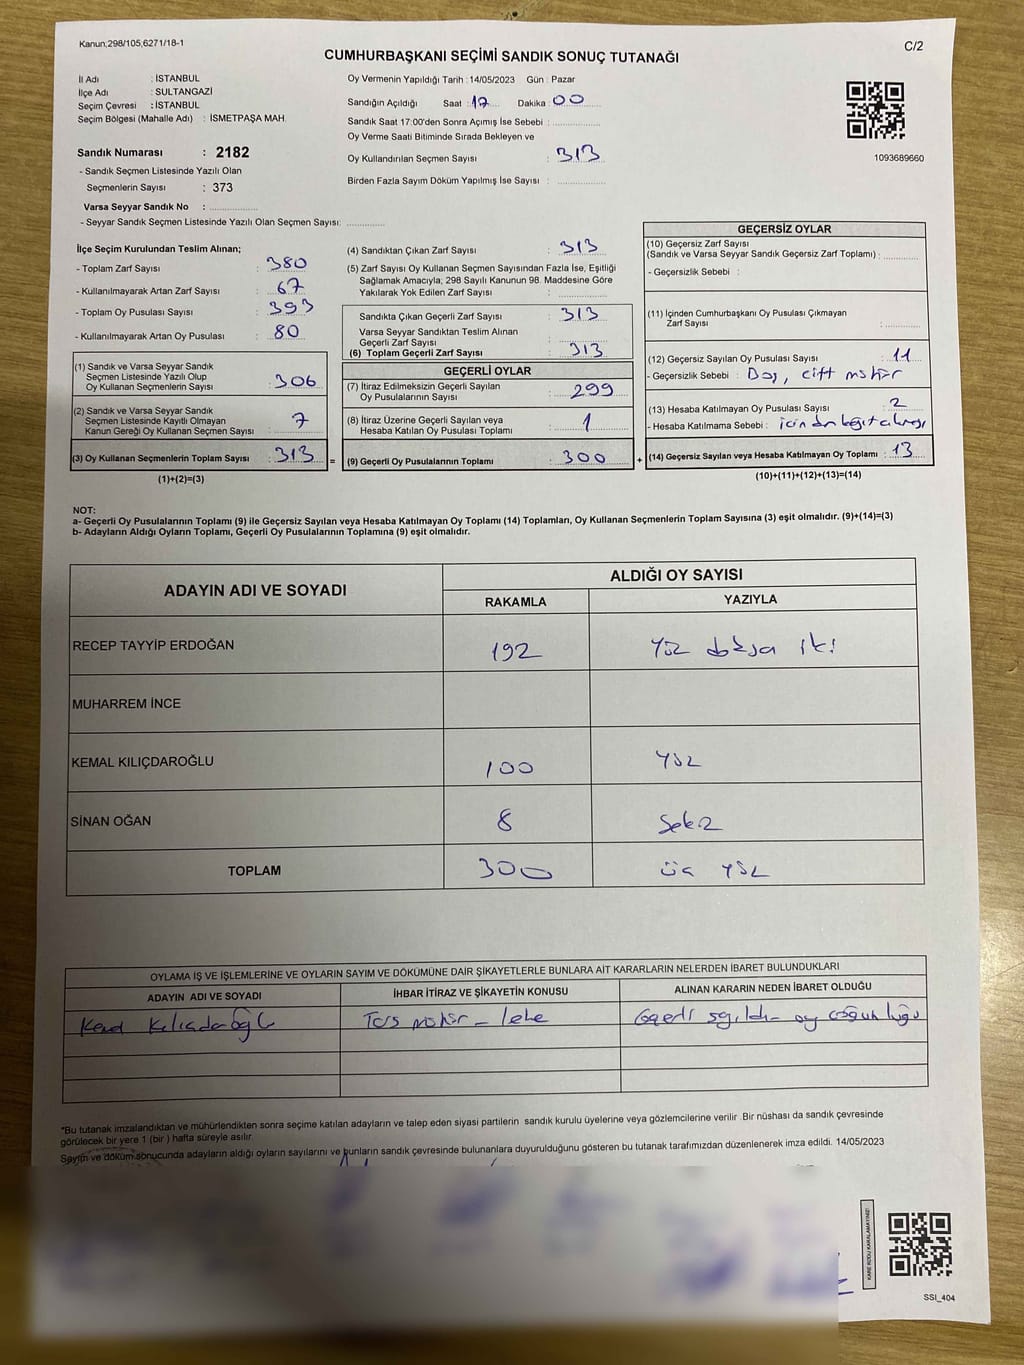 Kanun;298/105,6271/18-1
C/2
CUMHURBAŞKANI SEÇİMİ SANDIK SONUÇ TUTANAĞI
İl Adı : İSTANBUL
İlçe Adı : SULTANGAZİ
Seçim Çevresi : İSTANBUL
Seçim Bölgesi (Mahalle Adı) : İSMETPAŞA MAH.
Sandık Numarası : 2182
- Sandık Seçmen Listesinde Yazılı Olan
Seçmenlerin Sayısı : 373
Varsa Seyyar Sandık No : ..............
- Seyyar Sandık Seçmen Listesinde Yazılı Olan Seçmen Sayısı: ............
Oy Vermenin Yapıldığı Tarih : 14/05/2023 Gün : Pazar
Sandığın Açıldığı Saat : 17 Dakika : 00
Sandık Saat 17:00'den Sonra Açımış İse Sebebi : ..............
Oy Verme Saati Bitiminde Sırada Bekleyen ve
Oy Kullandırılan Seçmen Sayısı : 313
Birden Fazla Sayım Döküm Yapılmış İse Sayısı : ..............
1093689660
İlçe Seçim Kurulundan Teslim Alınan;
- Toplam Zarf Sayısı : 380
- Kullanılmayarak Artan Zarf Sayısı : 67
- Toplam Oy Pusulası Sayısı : 393
- Kullanılmayarak Artan Oy Pusulası : 80
(1) Sandık ve Varsa Seyyar Sandık
Seçmen Listesinde Yazılı Olup
Oy Kullanan Seçmenlerin Sayısı : 306
(2) Sandık ve Varsa Seyyar Sandık
Seçmen Listesinde Kayıtlı Olmayan
Kanun Gereği Oy Kullanan Seçmen Sayısı : 7
(3) Oy Kullanan Seçmenlerin Toplam Sayısı : 313 =
(1)+(2)=(3)
(4) Sandıktan Çıkan Zarf Sayısı : 313
(5) Zarf Sayısı Oy Kullanan Seçmen Sayısından Fazla İse, Eşitliği
Sağlamak Amacıyla; 298 Sayılı Kanunun 98. Maddesine Göre
Yakılarak Yok Edilen Zarf Sayısı : ..............
Sandıkta Çıkan Geçerli Zarf Sayısı : 313
Varsa Seyyar Sandıktan Teslim Alınan
Geçerli Zarf Sayısı : ..............
(6) Toplam Geçerli Zarf Sayısı : 313
GEÇERLİ OYLAR
(7) İtiraz Edilmeksizin Geçerli Sayılan
Oy Pusulalarının Sayısı : 299
(8) İtiraz Üzerine Geçerli Sayılan veya
Hesaba Katılan Oy Pusulası Toplamı : 1
(9) Geçerli Oy Pusulalarının Toplamı : 300 +
GEÇERSİZ OYLAR
(10) Geçersiz Zarf Sayısı
(Sandık ve Varsa Seyyar Sandık Geçersiz Zarf Toplamı) : ............
- Geçersizlik Sebebi :
(11) İçinden Cumhurbaşkanı Oy Pusulası Çıkmayan
Zarf Sayısı : ............
(12) Geçersiz Sayılan Oy Pusulası Sayısı : 11
- Geçersizlik Sebebi : Boş, çift mühür
(13) Hesaba Katılmayan Oy Pusulası Sayısı : 2
- Hesaba Katılmama Sebebi :
(14) Geçersiz Sayılan veya Hesaba Katılmayan Oy Toplamı : 13
(10)+(11)+(12)+(13)=(14)
NOT:
a- Geçerli Oy Pusulalarının Toplamı (9) ile Geçersiz Sayılan veya Hesaba Katılmayan Oy Toplamı (14) Toplamları, Oy Kullanan Seçmenlerin Toplam Sayısına (3) eşit olmalıdır. (9)+(14)=(3)
b- Adayların Aldığı Oyların Toplamı, Geçerli Oy Pusulalarının Toplamına (9) eşit olmalıdır.
ADAYIN ADI VE SOYADI ALDIĞI OY SAYISI
RAKAMLA YAZIYLA
RECEP TAYYİP ERDOĞAN 192 yüz doksan iki
MUHARREM İNCE
KEMAL KILIÇDAROĞLU 100 yüz
SİNAN OĞAN 8 Sekiz
TOPLAM 300 üç yüz
OYLAMA İŞ VE İŞLEMLERİNE VE OYLARIN SAYIM VE DÖKÜMÜNE DAİR ŞİKAYETLERLE BUNLARA AİT KARARLARIN NELERDEN İBARET BULUNDUKLARI
ADAYIN ADI VE SOYADI İHBAR İTİRAZ VE ŞİKAYETİN KONUSU ALINAN KARARIN NEDEN İBARET OLDUĞU
Kemal Kılıçdaroğlu Ters mühür - leke Geçerli sayıldı - oy çoğunluğu
*Bu tutanak imzalandıktan ve mühürlendikten sonra seçime katılan adayların ve talep eden siyasi partilerin sandık kurulu üyelerine veya gözlemcilerine verilir .Bir nüshası da sandık çevresinde
görülecek bir yere 1 (bir ) hafta süreyle asılır.
Sayım ve döküm sonucunda adayların aldığı oyların sayılarını ve bunların sandık çevresinde bulunanlara duyurulduğunu gösteren bu tutanak tarafımızdan düzenlenerek imza edildi. 14/05/2023
KARE KODU KARALAMAYINIZ!
SSI_404